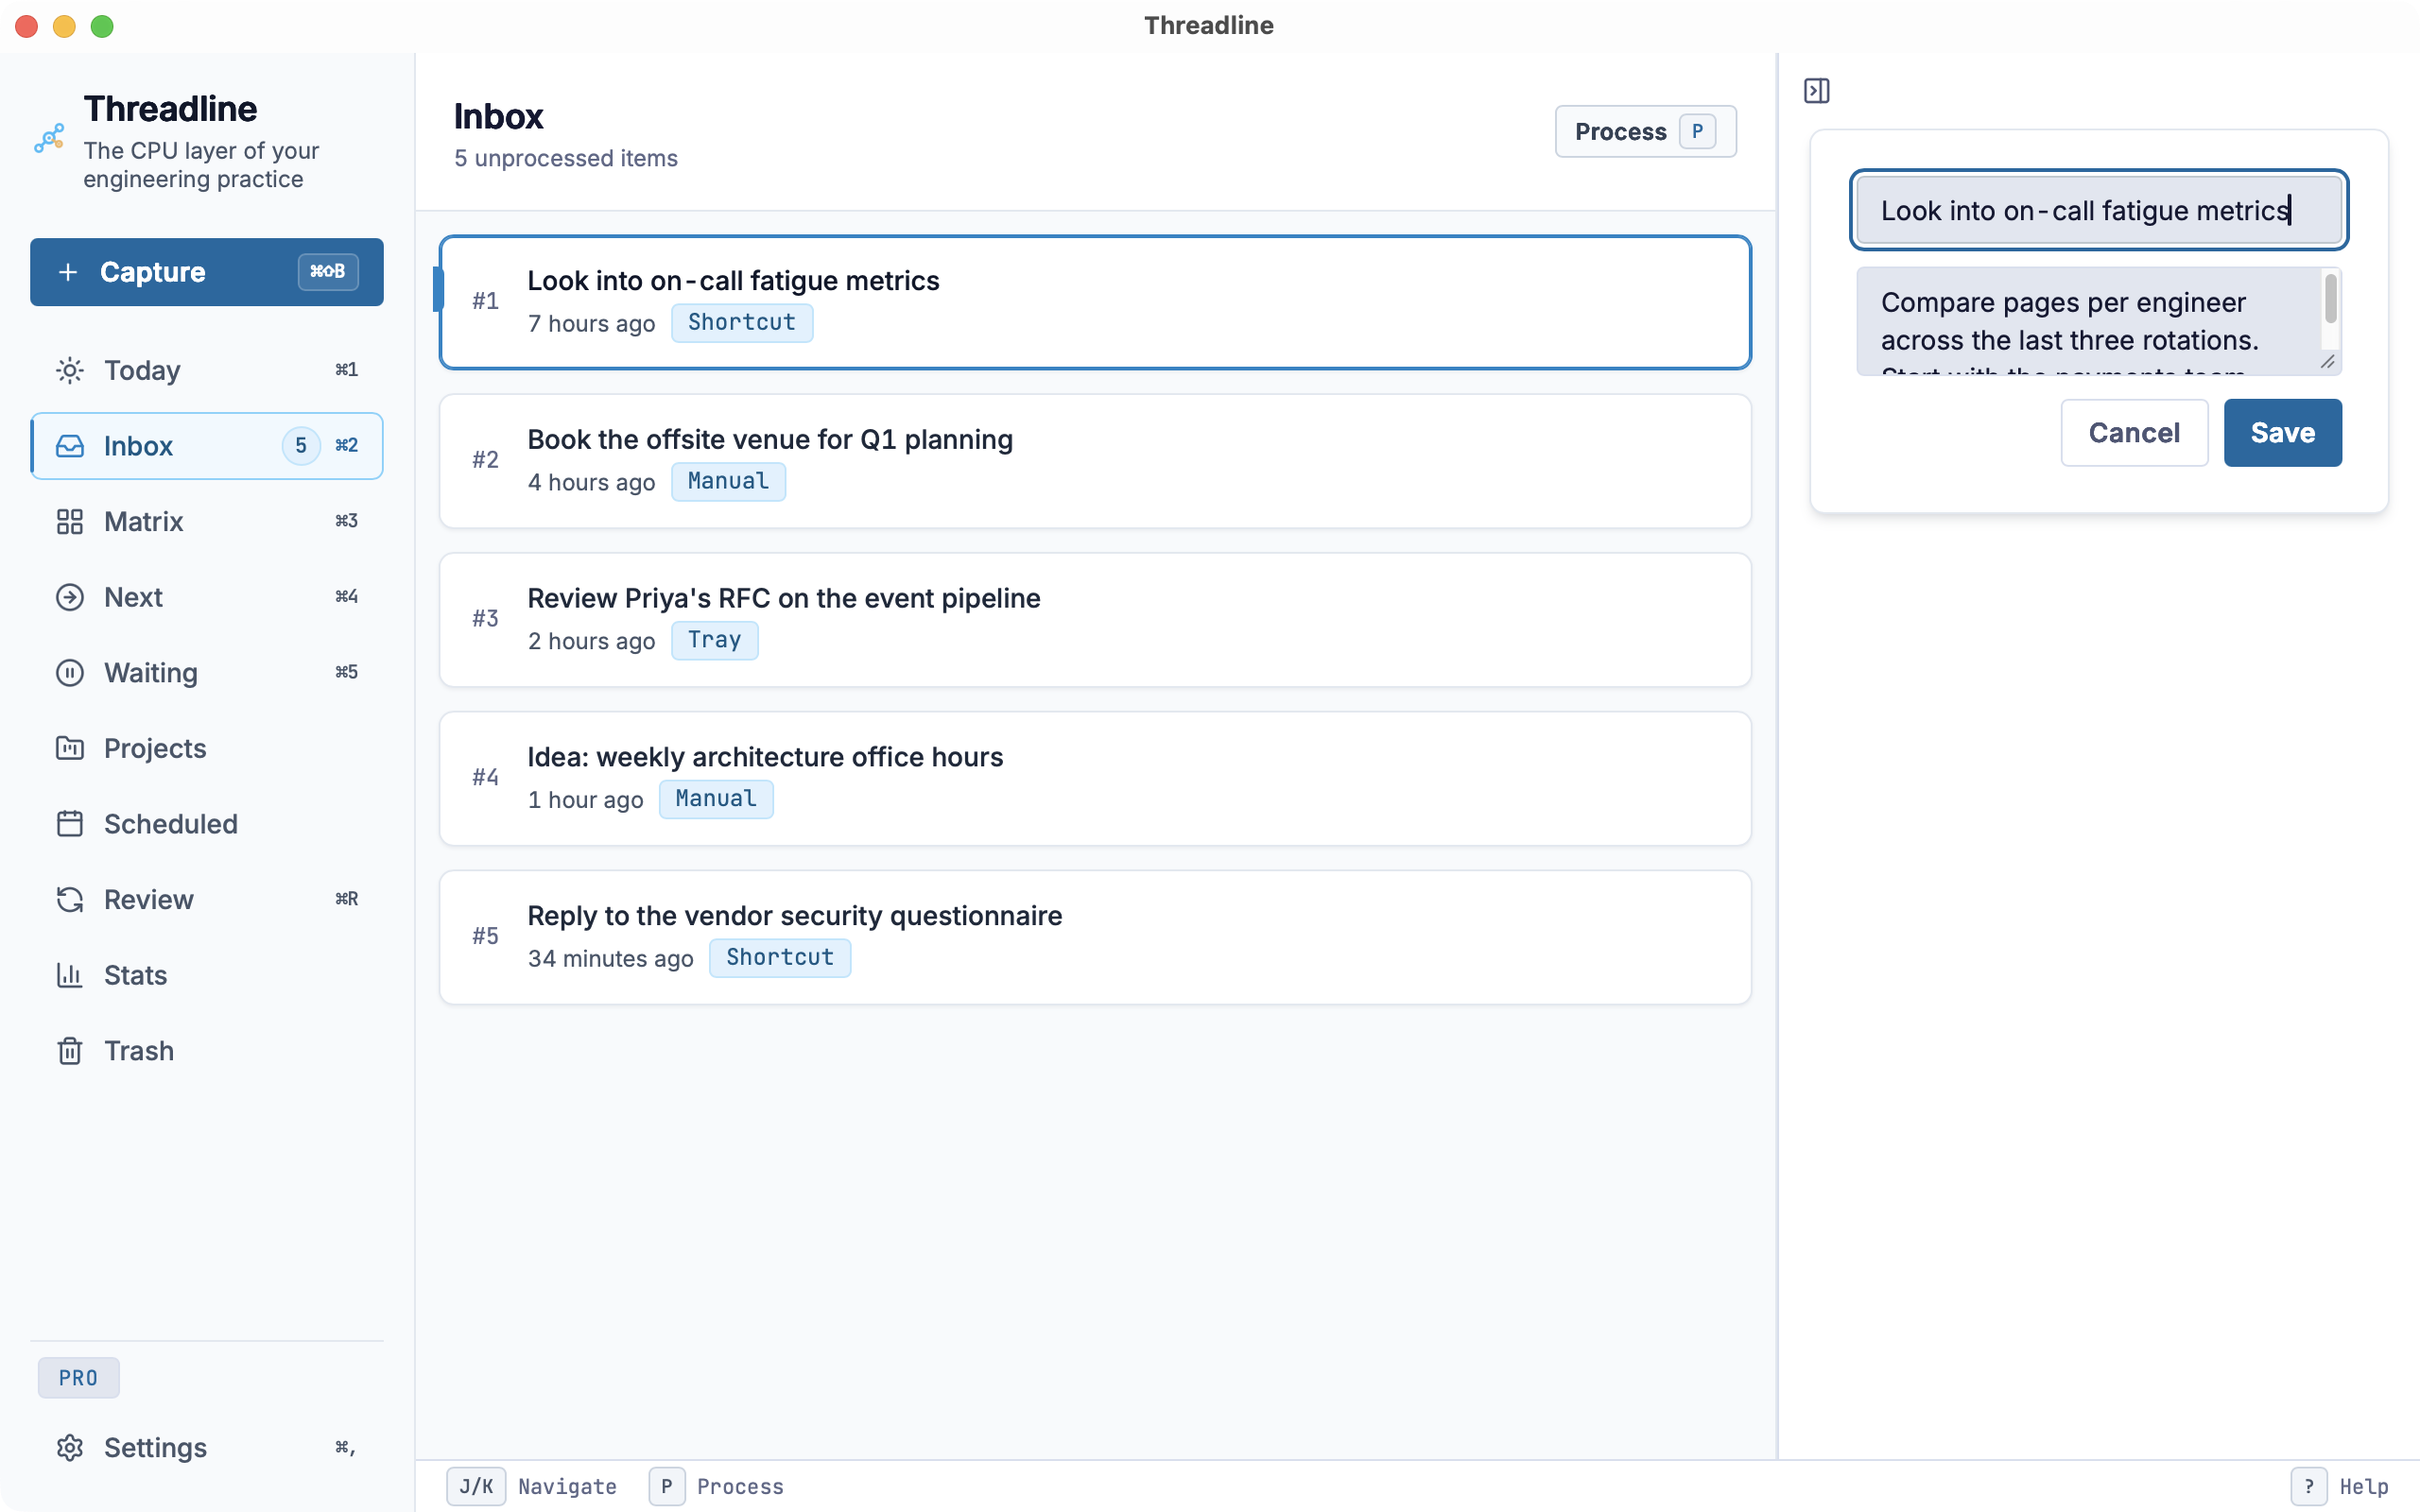 Threadline
Threadline
The CPU layer of your
engineering practice
+ Capture ⌘⇧B
Today ⌘1
Inbox 5 ⌘2
Matrix ⌘3
Next ⌘4
Waiting ⌘5
Projects
Scheduled
Review ⌘R
Stats
Trash
PRO
Settings ⌘,
Inbox
5 unprocessed items
Process P
#1
Look into on-call fatigue metrics
7 hours ago Shortcut
#2
Book the offsite venue for Q1 planning
4 hours ago Manual
#3
Review Priya's RFC on the event pipeline
2 hours ago Tray
#4
Idea: weekly architecture office hours
1 hour ago Manual
#5
Reply to the vendor security questionnaire
34 minutes ago Shortcut
Look into on-call fatigue metrics
Compare pages per engineer
across the last three rotations.
Start with the payments team
Cancel Save
J/K Navigate P Process
? Help